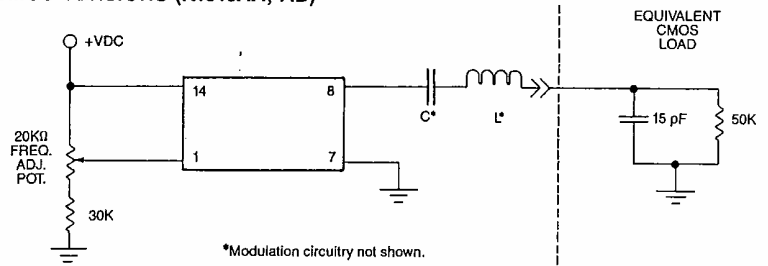 EQUIVALENT
CMOS
LOAD
+VDC
14
8
C*
L*
15 pF
50K
20KΩ
FREQ.
ADJ.
POT.
1
7
30K
*Modulation circuitry not shown.